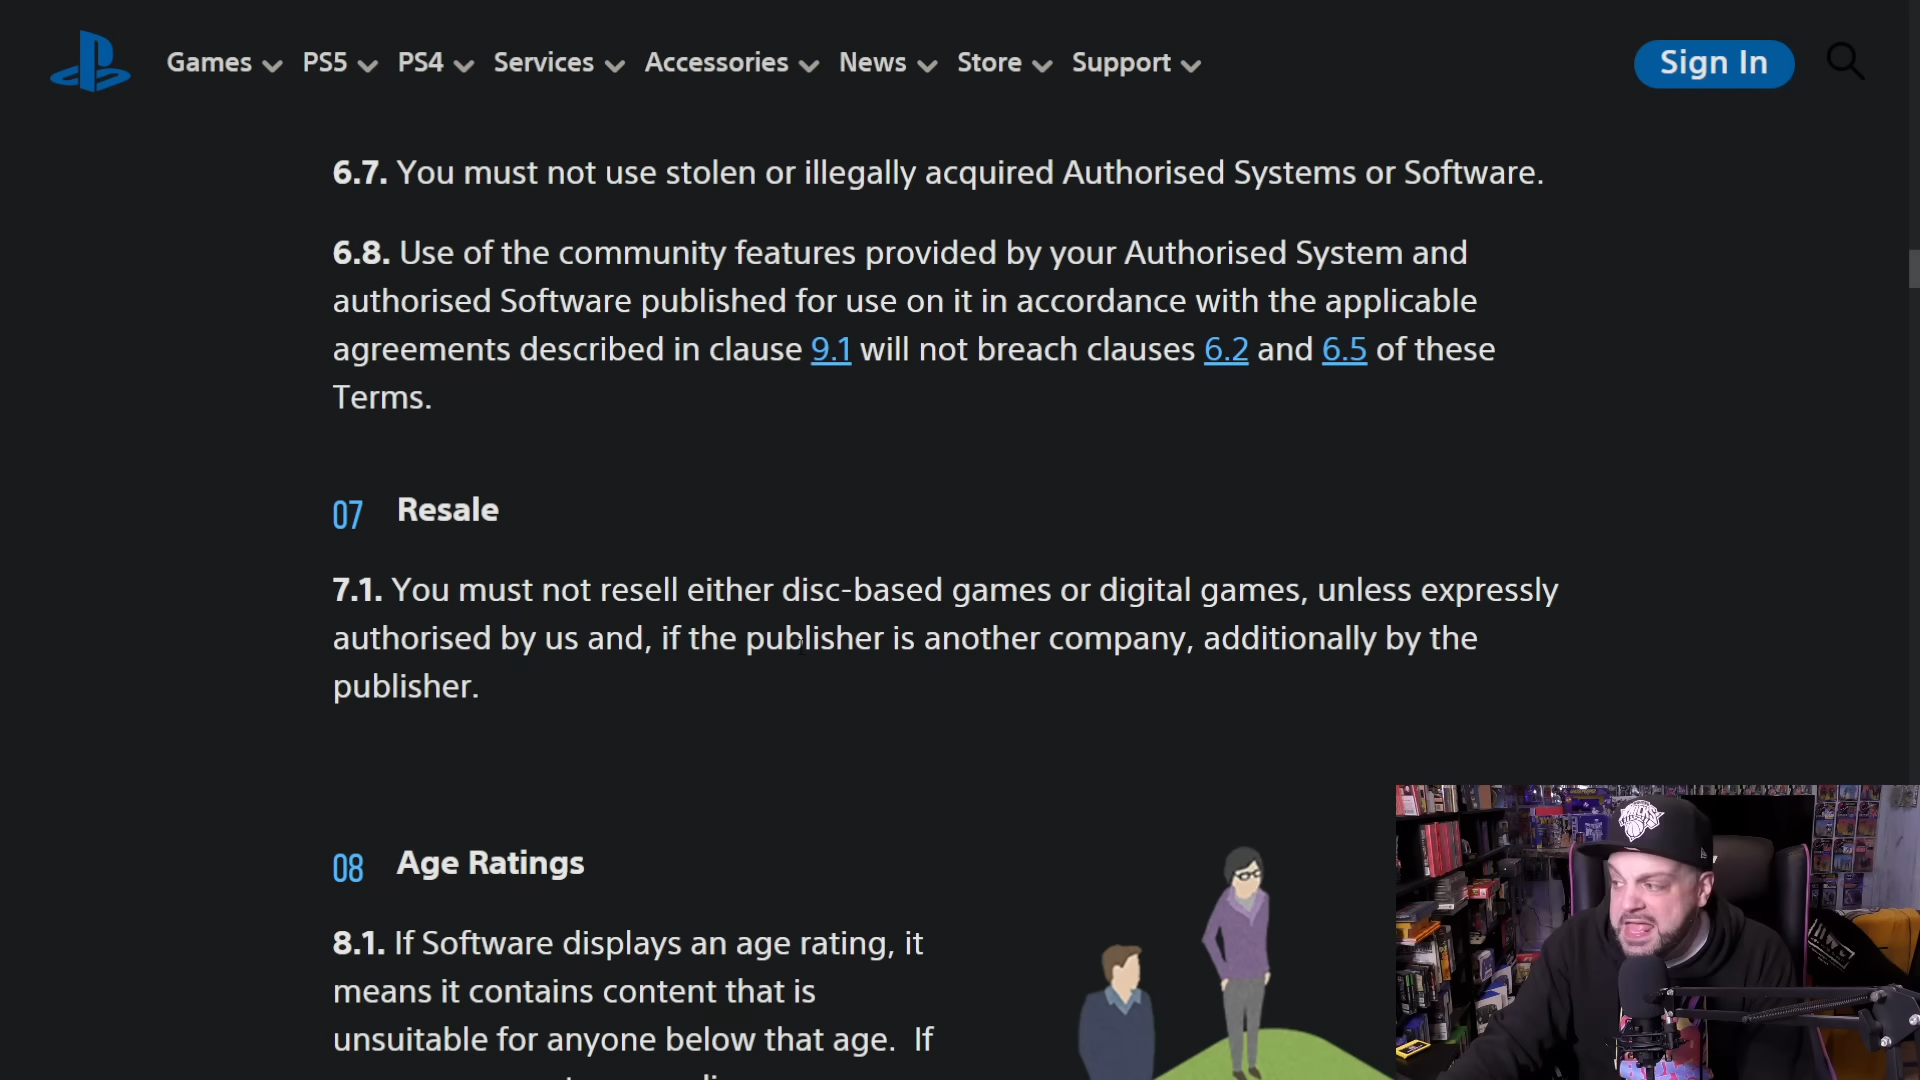 Games PS5 PS4 Services Accessories News Store Support Sign In
6.7. You must not use stolen or illegally acquired Authorised Systems or Software.
6.8. Use of the community features provided by your Authorised System and
authorised Software published for use on it in accordance with the applicable
agreements described in clause 9.1 will not breach clauses 6.2 and 6.5 of these
Terms.
07 Resale
7.1. You must not resell either disc-based games or digital games, unless expressly
authorised by us and, if the publisher is another company, additionally by the
publisher.
08 Age Ratings
8.1. If Software displays an age rating, it
means it contains content that is
unsuitable for anyone below that age. If